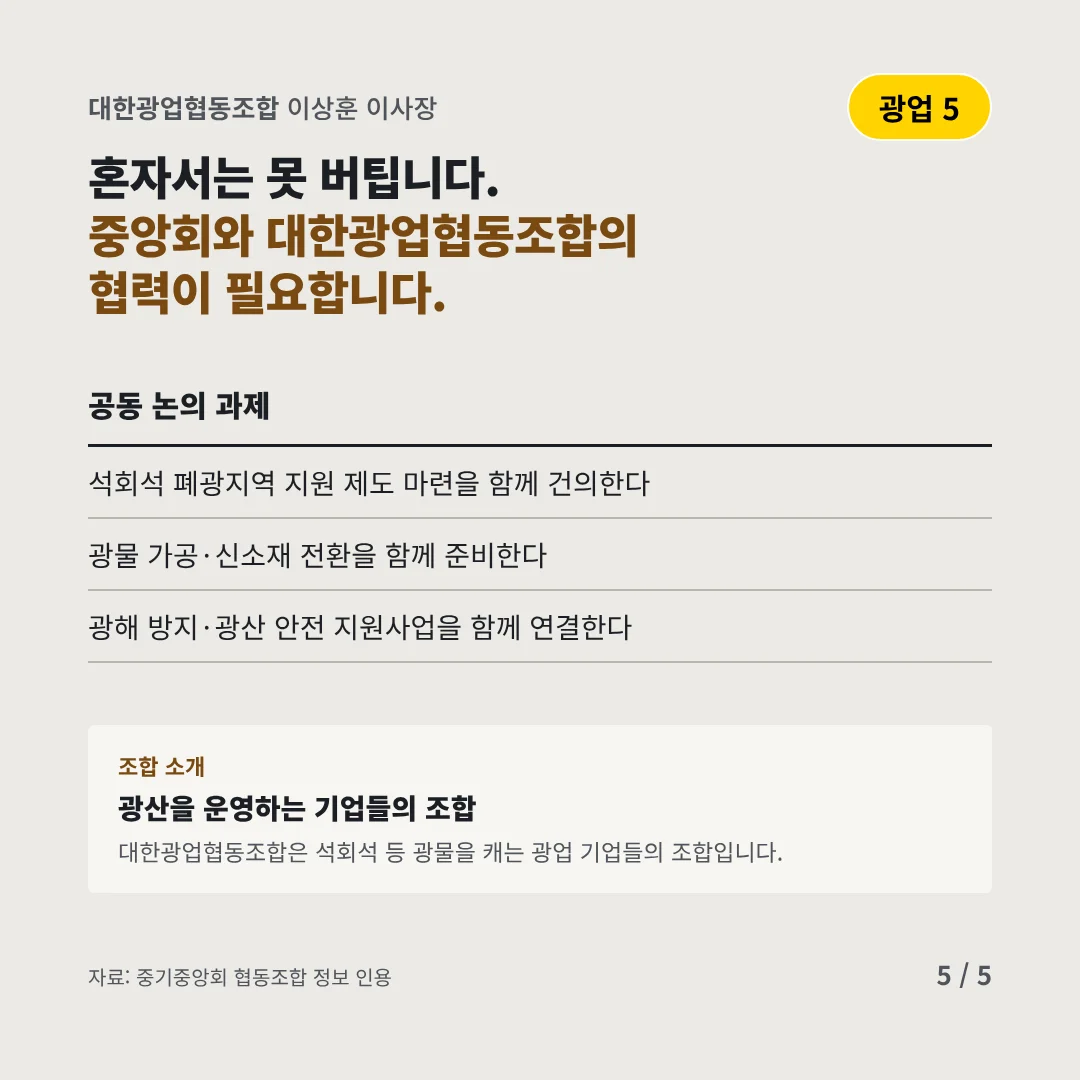 대한광업협동조합 이상훈 이사장
광업 5
혼자서는 못 버팁니다.
중앙회와 대한광업협동조합의
협력이 필요합니다.
공동 논의 과제
석회석 폐광지역 지원 제도 마련을 함께 건의한다
광물 가공·신소재 전환을 함께 준비한다
광해 방지·광산 안전 지원사업을 함께 연결한다
조합 소개
광산을 운영하는 기업들의 조합
대한광업협동조합은 석회석 등 광물을 캐는 광업 기업들의 조합입니다.
자료: 중기중앙회 협동조합 정보 인용
5 / 5